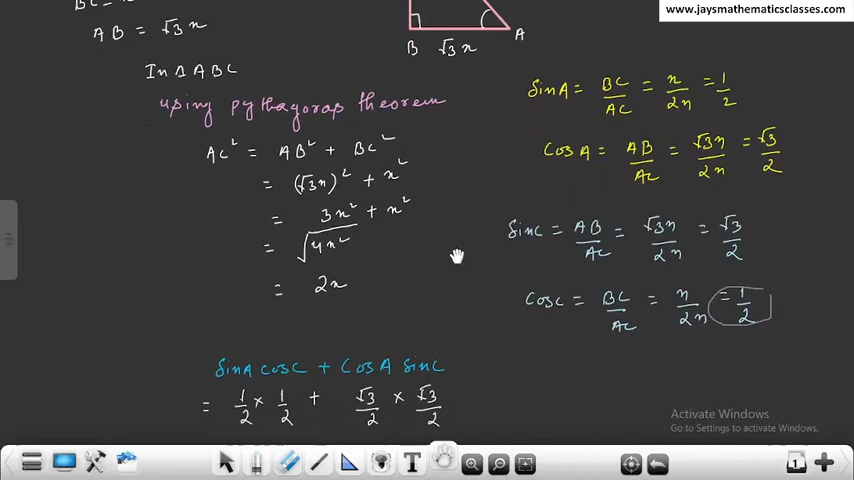 www.jaysmathematicsclasses.com
AB = √3x
B √3x A
In Δ ABC
using pythagoras theorem
AC² = AB² + BC²
= (√3x)² + x²
= 3x² + x²
= √4x²
= 2x
SinA = BC/AC = x/2x = 1/2
CosA = AB/AC = √3x/2x = √3/2
SinC = AB/AC = √3x/2x = √3/2
CosC = BC/AC = x/2x = 1/2
SinA CosC + CosA SinC
= 1/2 × 1/2 + √3/2 × √3/2
Activate Windows
Go to Settings to activate Windows.
T
1